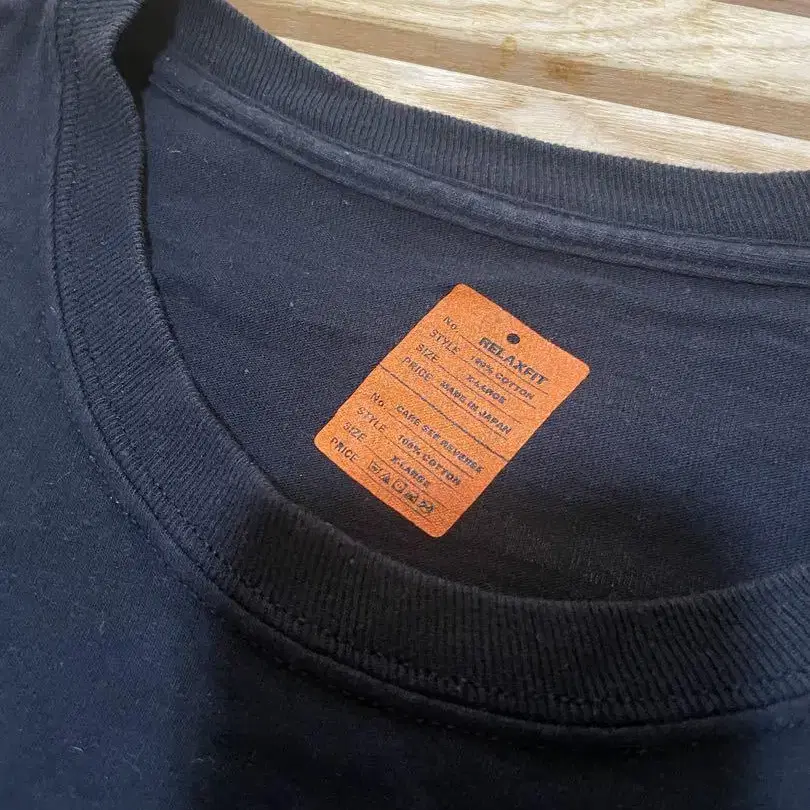 No. RELAXFIT
STYLE 100% COTTON
SIZE X-LARGE
PRICE MADE IN JAPAN
No. CARE SEE REVERSE
STYLE 100% COTTON
SIZE X-LARGE
PRICE